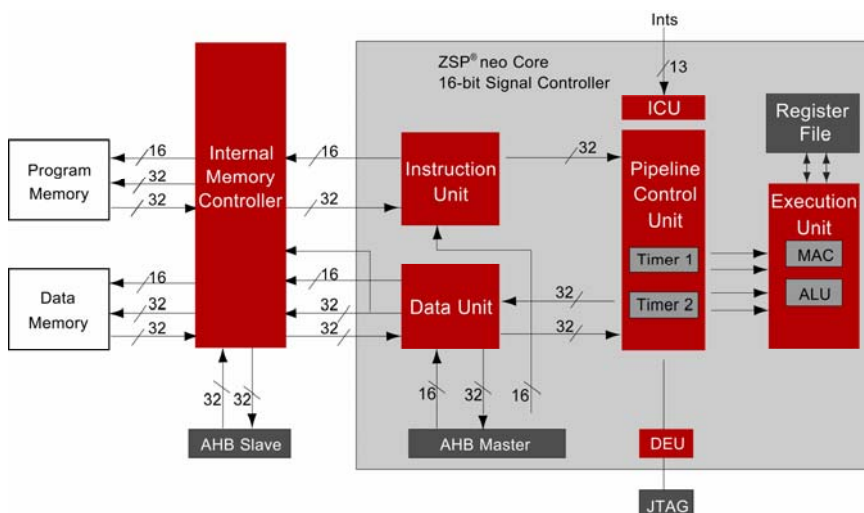 Ints
ZSP® neo Core
16-bit Signal Controller
13
ICU
Register
File
Program
Memory
16
32
32
Internal
Memory
Controller
16
32
Instruction
Unit
32
Pipeline
Control
Unit
Timer 1
Timer 2
Execution
Unit
MAC
ALU
Data
Memory
16
32
32
16
32
32
Data Unit
32
32
32
32
16
32
16
AHB Slave
AHB Master
DEU
JTAG